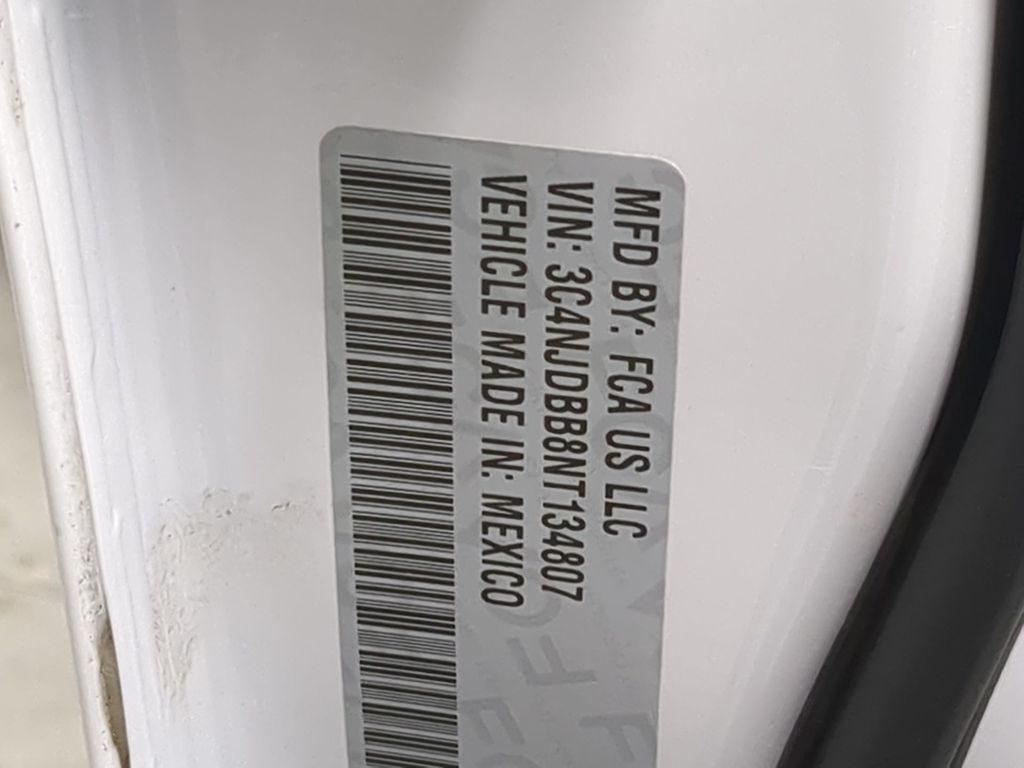 MFD BY: FCA US LLC
VIN: 3C4NJDBB8NT134807
VEHICLE MADE IN: MEXICO